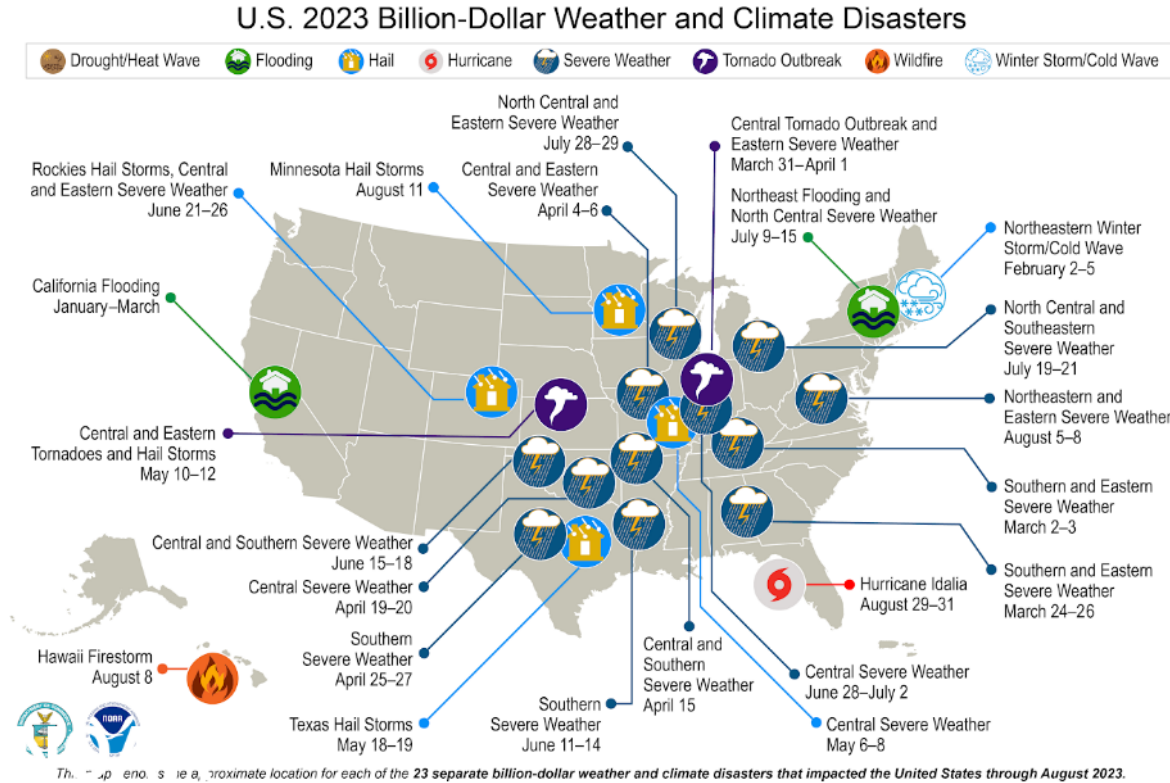 U.S. 2023 Billion-Dollar Weather and Climate Disasters
Drought/Heat Wave
Flooding
Hail
Hurricane
Severe Weather
Tornado Outbreak
Wildfire
Winter Storm/Cold Wave
North Central and
Eastern Severe Weather
July 28–29
Central Tornado Outbreak and
Eastern Severe Weather
March 31–April 1
Rockies Hail Storms, Central
and Eastern Severe Weather
June 21–26
Minnesota Hail Storms
August 11
Central and Eastern
Severe Weather
April 4–6
Northeast Flooding and
North Central Severe Weather
July 9–15
Northeastern Winter
Storm/Cold Wave
February 2–5
California Flooding
January–March
North Central and
Southeastern
Severe Weather
July 19–21
Northeastern and
Eastern Severe Weather
August 5–8
Central and Eastern
Tornadoes and Hail Storms
May 10–12
Southern and Eastern
Severe Weather
March 2–3
Central and Southern Severe Weather
June 15–18
Southern and Eastern
Severe Weather
March 24–26
Central Severe Weather
April 19–20
Hurricane Idalia
August 29–31
Southern
Severe Weather
April 25–27
Central and
Southern
Severe Weather
April 15
Hawaii Firestorm
August 8
Central Severe Weather
June 28–July 2
Texas Hail Storms
May 18–19
Southern
Severe Weather
June 11–14
Central Severe Weather
May 6–8
NOAA
location for each of the 23 separate billion-dollar weather and climate disasters that impacted the United States through August 2023.